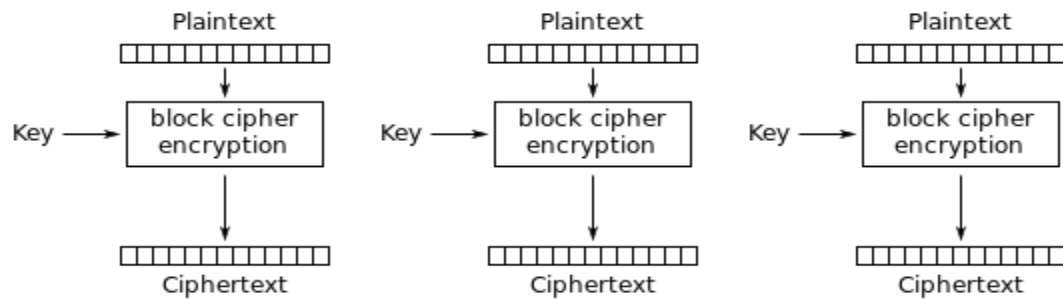 Plaintext
Plaintext
Plaintext
Key
block cipher
encryption
Key
block cipher
encryption
Key
block cipher
encryption
Ciphertext
Ciphertext
Ciphertext